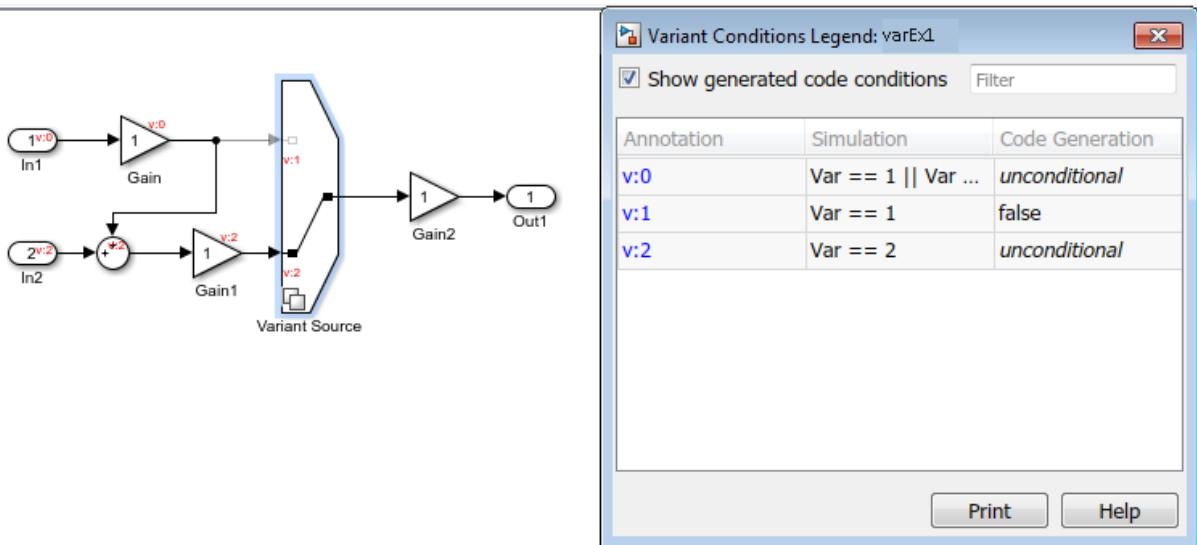 Variant Conditions Legend: varEx1
Show generated code conditions
Filter
Annotation Simulation Code Generation
v:0 Var == 1 || Var ... unconditional
v:1 Var == 1 false
v:2 Var == 2 unconditional
Print Help
1 v:0
In1
1 v:0
Gain
v:1
2 v:2
In2
+ + v:2
1 v:2
Gain1
v:2
Variant Source
1
Gain2
1
Out1